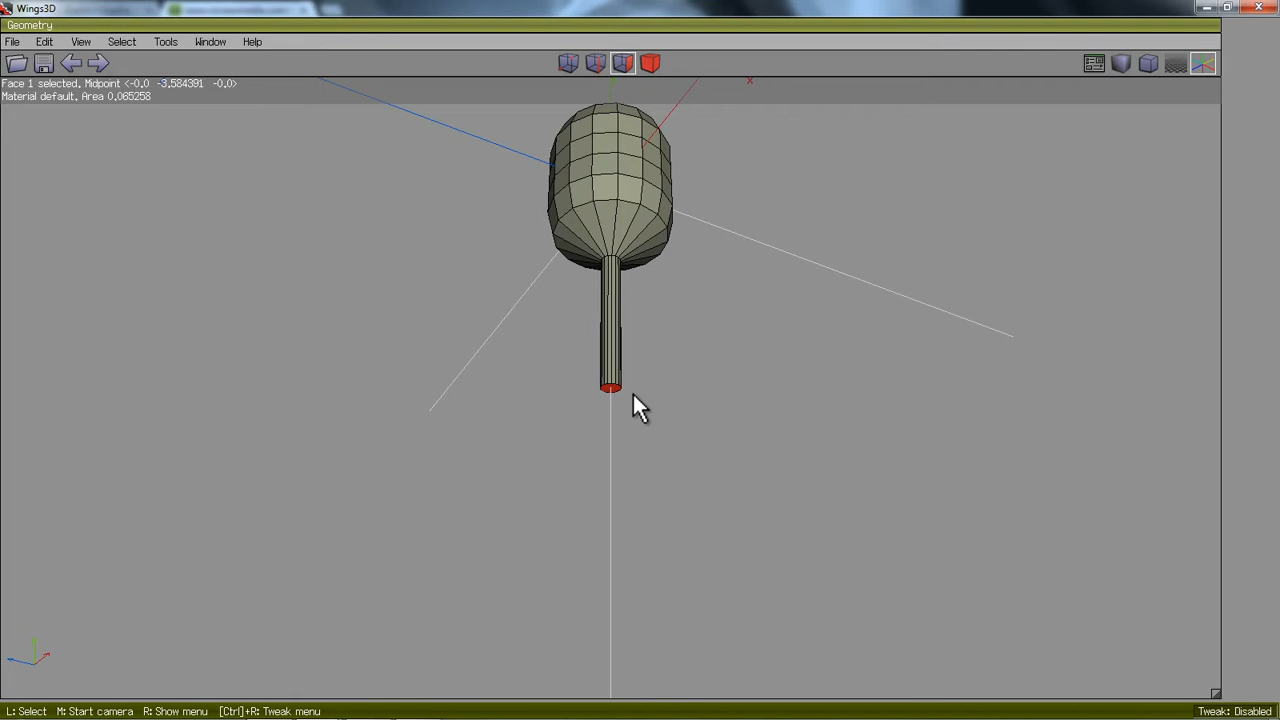 Wings3D
Geometry
File Edit View Select Tools Window Help
Face 1 selected. Midpoint <-0.0 -3.584391 -0.0>
Material default. Area 0.065258
x
L: Select M: Start camera R: Show menu [Ctrl]+R: Tweak menu
Tweak: Disabled